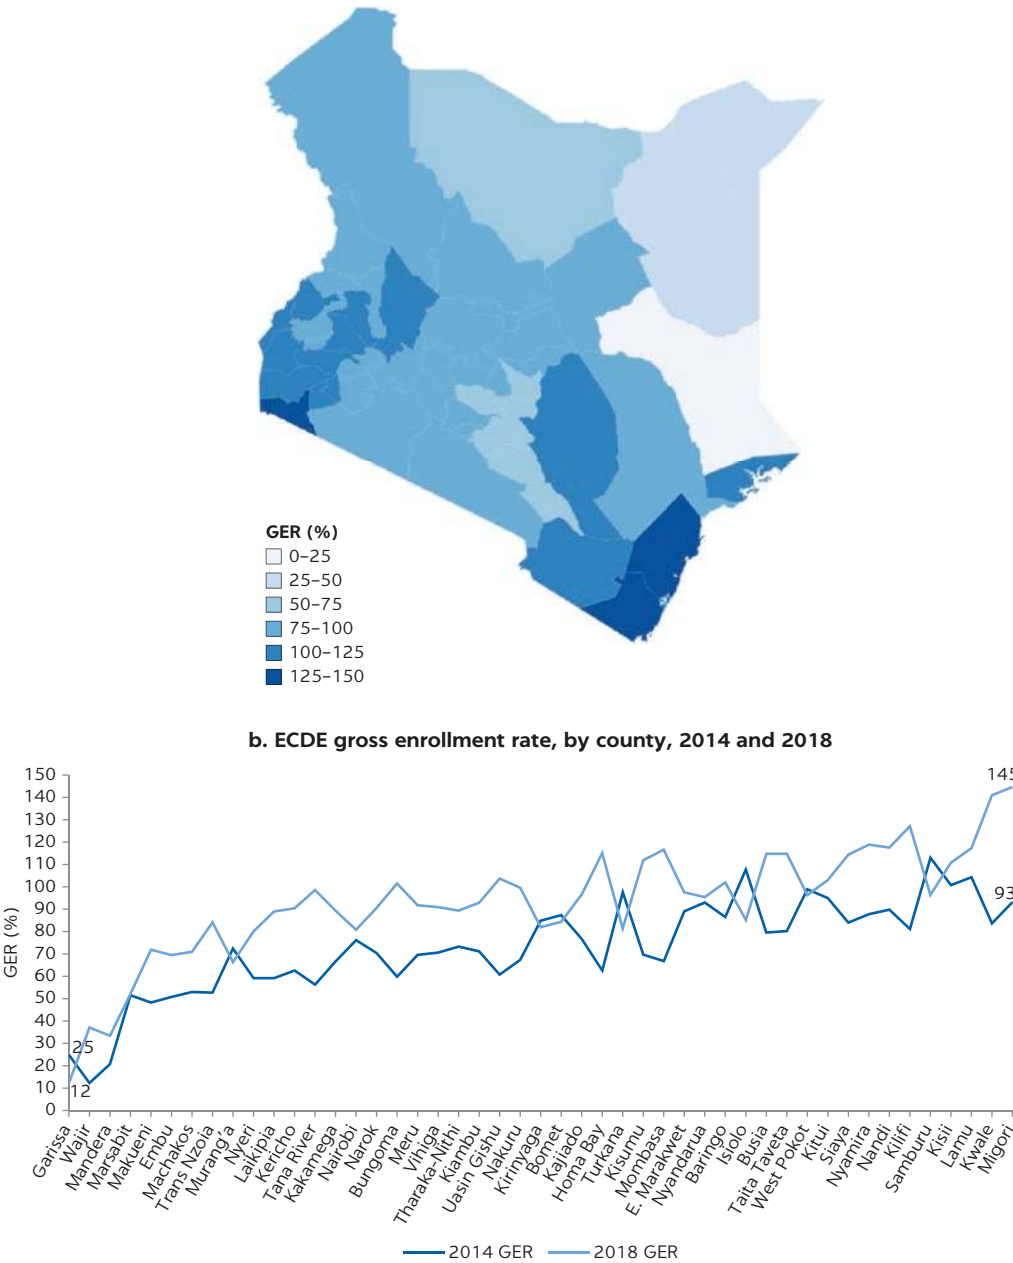 GER (%)
0–25
25–50
50–75
75–100
100–125
125–150
b. ECDE gross enrollment rate, by county, 2014 and 2018
150
140
130
120
110
100
90
80
70
60
50
40
30
20
10
0
GER (%)
25
12
145
93
Garissa
Wajir
Mandera
Marsabit
Makueni
Embu
Machakos
Trans Nzoia
Murang'a
Nyeri
Laikipia
Kericho
Tana River
Kakamega
Nairobi
Narok
Bungoma
Meru
Vihiga
Tharaka-Nithi
Kiambu
Uasin Gishu
Nakuru
Kirinyaga
Bomet
Kajiado
Homa Bay
Turkana
Kisumu
Mombasa
E. Marakwet
Nyandarua
Baringo
Isiolo
Busia
Taita Taveta
West Pokot
Kitui
Siaya
Nyamira
Nandi
Kilifi
Samburu
Kisii
Lamu
Kwale
Migori
2014 GER
2018 GER